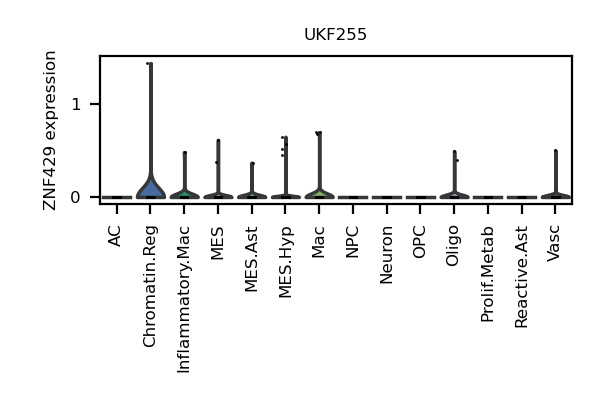 UKF255
ZNF429 expression
1
0
AC
Chromatin.Reg
Inflammatory.Mac
MES
MES.Ast
MES.Hyp
Mac
NPC
Neuron
OPC
Oligo
Prolif.Metab
Reactive.Ast
Vasc